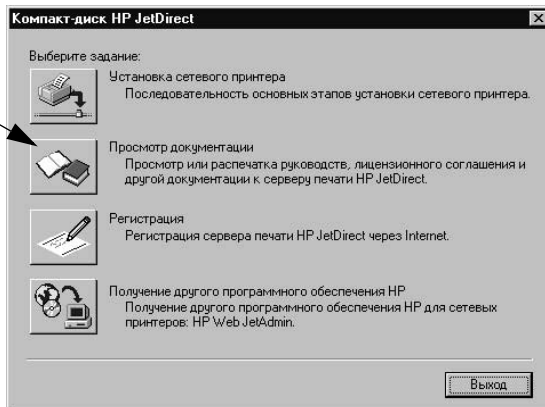 Компакт-диск HP JetDirect
Выберите задание:
Установка сетевого принтера
Последовательность основных этапов установки сетевого принтера.
Просмотр документации
Просмотр или распечатка руководств, лицензионного соглашения и
другой документации к серверу печати HP JetDirect.
Регистрация
Регистрация сервера печати HP JetDirect через Internet.
Получение другого программного обеспечения HP
Получение другого программного обеспечения HP для сетевых
принтеров: HP Web JetAdmin.
Выход